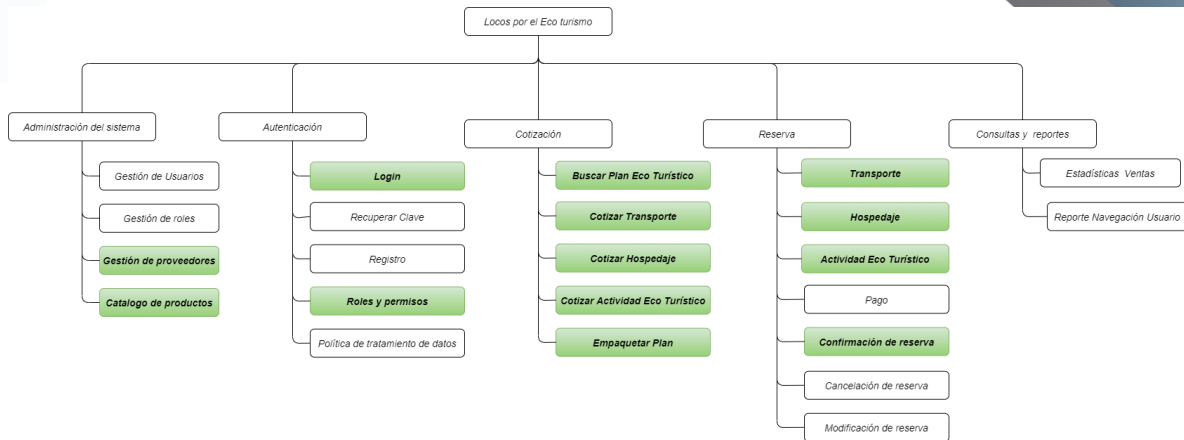 Locos por el Eco turismo
Administración del sistema
Gestión de Usuarios
Gestión de roles
Gestión de proveedores
Catalogo de productos
Autenticación
Login
Recuperar Clave
Registro
Roles y permisos
Política de tratamiento de datos
Cotización
Buscar Plan Eco Turístico
Cotizar Transporte
Cotizar Hospedaje
Cotizar Actividad Eco Turístico
Empaquetar Plan
Reserva
Transporte
Hospedaje
Actividad Eco Turístico
Pago
Confirmación de reserva
Cancelación de reserva
Modificación de reserva
Consultas y reportes
Estadísticas Ventas
Reporte Navegación Usuario